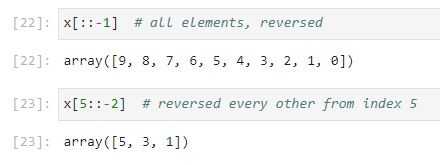 [22]: x[::-1]  # all elements, reversed
[22]: array([9, 8, 7, 6, 5, 4, 3, 2, 1, 0])
[23]: x[5::-2]  # reversed every other from index 5
[23]: array([5, 3, 1])